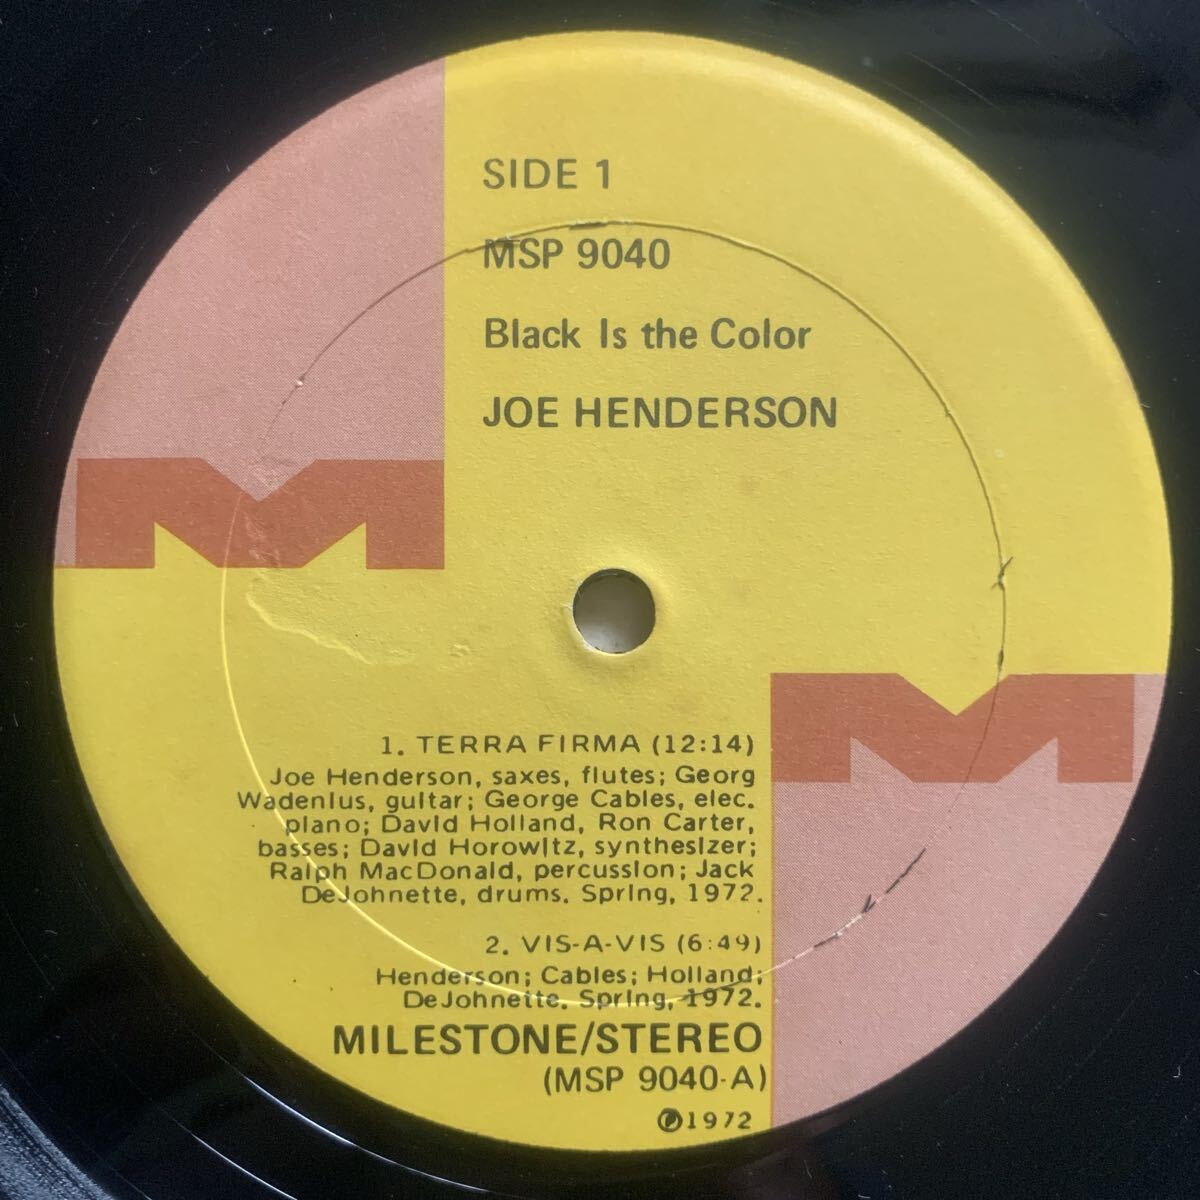 SIDE 1
MSP 9040
Black Is the Color
JOE HENDERSON
1. TERRA FIRMA (12:14)
Joe Henderson, saxes, flutes; Georg
Wadenius, guitar; George Cables, elec.
piano; David Holland, Ron Carter,
basses; David Horowitz, synthesizer;
Ralph MacDonald, percussion; Jack
DeJohnette, drums. Spring, 1972.
2. VIS-A-VIS (6:49)
Henderson; Cables; Holland;
DeJohnette. Spring, 1972.
MILESTONE/STEREO
(MSP 9040-A)
℗1972